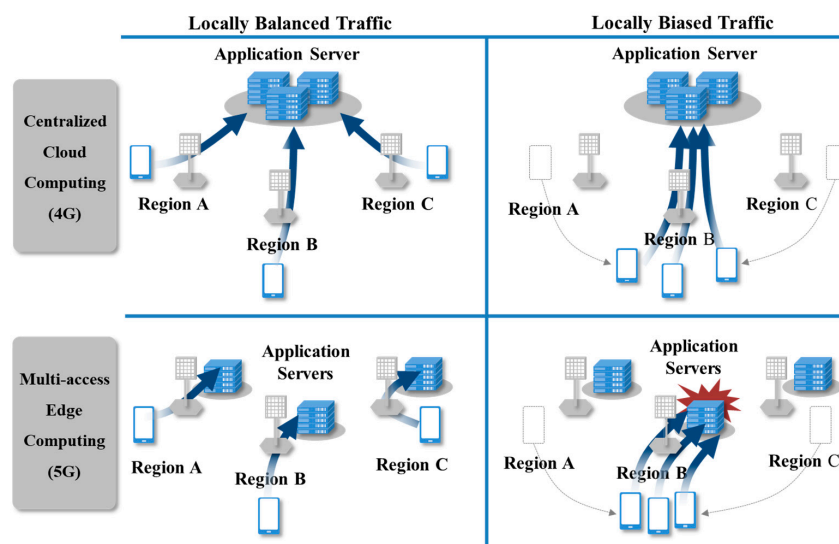 Locally Balanced Traffic
Locally Biased Traffic
Centralized
Cloud
Computing
(4G)
Application Server
Region A
Region B
Region C
Application Server
Region A
Region B
Region C
Multi-access
Edge
Computing
(5G)
Application
Servers
Region A
Region B
Region C
Application
Servers
Region A
Region B
Region C